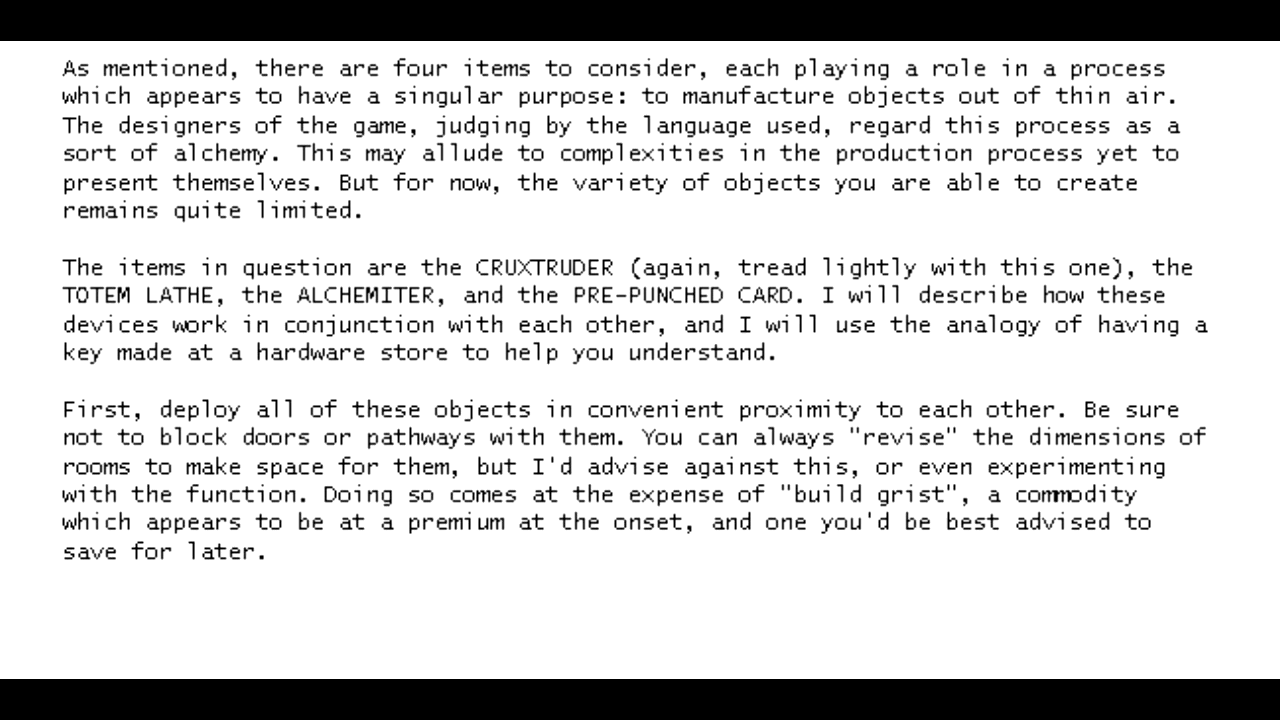 As mentioned, there are four items to consider, each playing a role in a process
which appears to have a singular purpose: to manufacture objects out of thin air.
The designers of the game, judging by the language used, regard this process as a
sort of alchemy. This may allude to complexities in the production process yet to
present themselves. But for now, the variety of objects you are able to create
remains quite limited.
The items in question are the CRUXTRUDER (again, tread lightly with this one), the
TOTEM LATHE, the ALCHEMITER, and the PRE-PUNCHED CARD. I will describe how these
devices work in conjunction with each other, and I will use the analogy of having a
key made at a hardware store to help you understand.
First, deploy all of these objects in convenient proximity to each other. Be sure
not to block doors or pathways with them. You can always "revise" the dimensions of
rooms to make space for them, but I'd advise against this, or even experimenting
with the function. Doing so comes at the expense of "build grist", a commodity
which appears to be at a premium at the onset, and one you'd be best advised to
save for later.